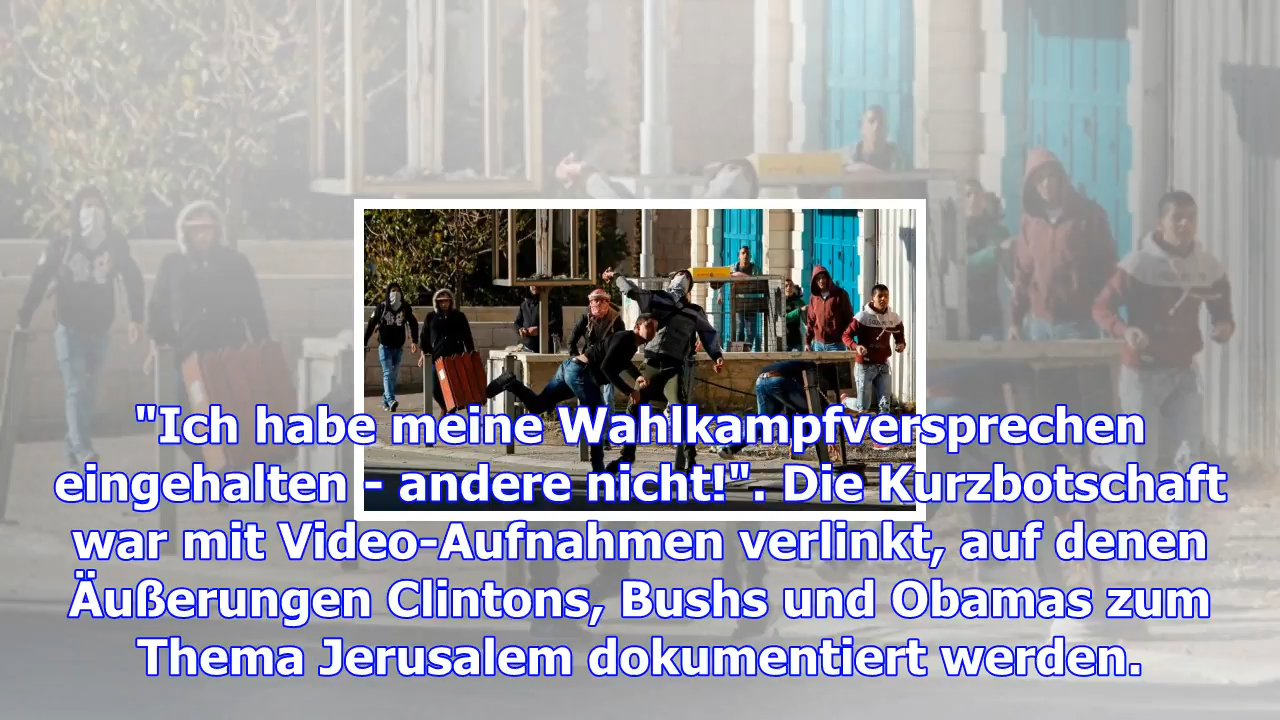 "Ich habe meine Wahlkampfversprechen
eingehalten - andere nicht!". Die Kurzbotschaft
war mit Video-Aufnahmen verlinkt, auf denen
Äußerungen Clintons, Bushs und Obamas zum
Thema Jerusalem dokumentiert werden.